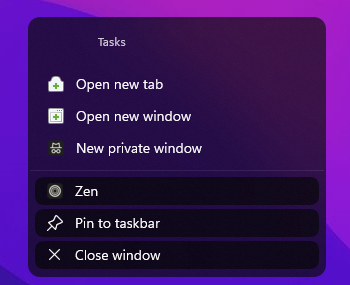 Tasks
Open new tab
Open new window
New private window
Zen
Pin to taskbar
Close window